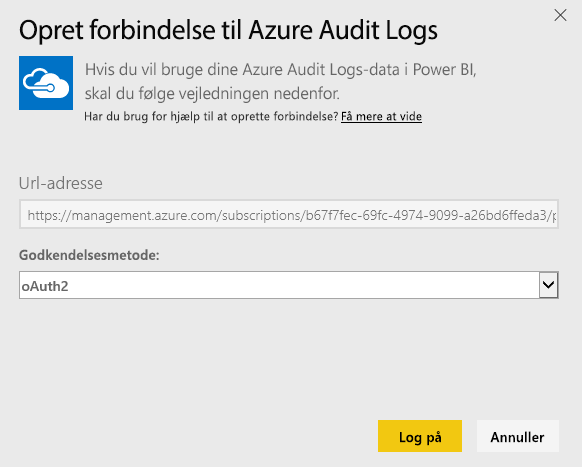 Opret forbindelse til Azure Audit Logs
Hvis du vil bruge dine Azure Audit Logs-data i Power BI,
skal du følge vejledningen nedenfor.
Har du brug for hjælp til at oprette forbindelse? Få mere at vide
Url-adresse
https://management.azure.com/subscriptions/b67f7fec-69fc-4974-9099-a26bd6ffeda3/p
Godkendelsesmetode:
oAuth2
Log på
Annuller